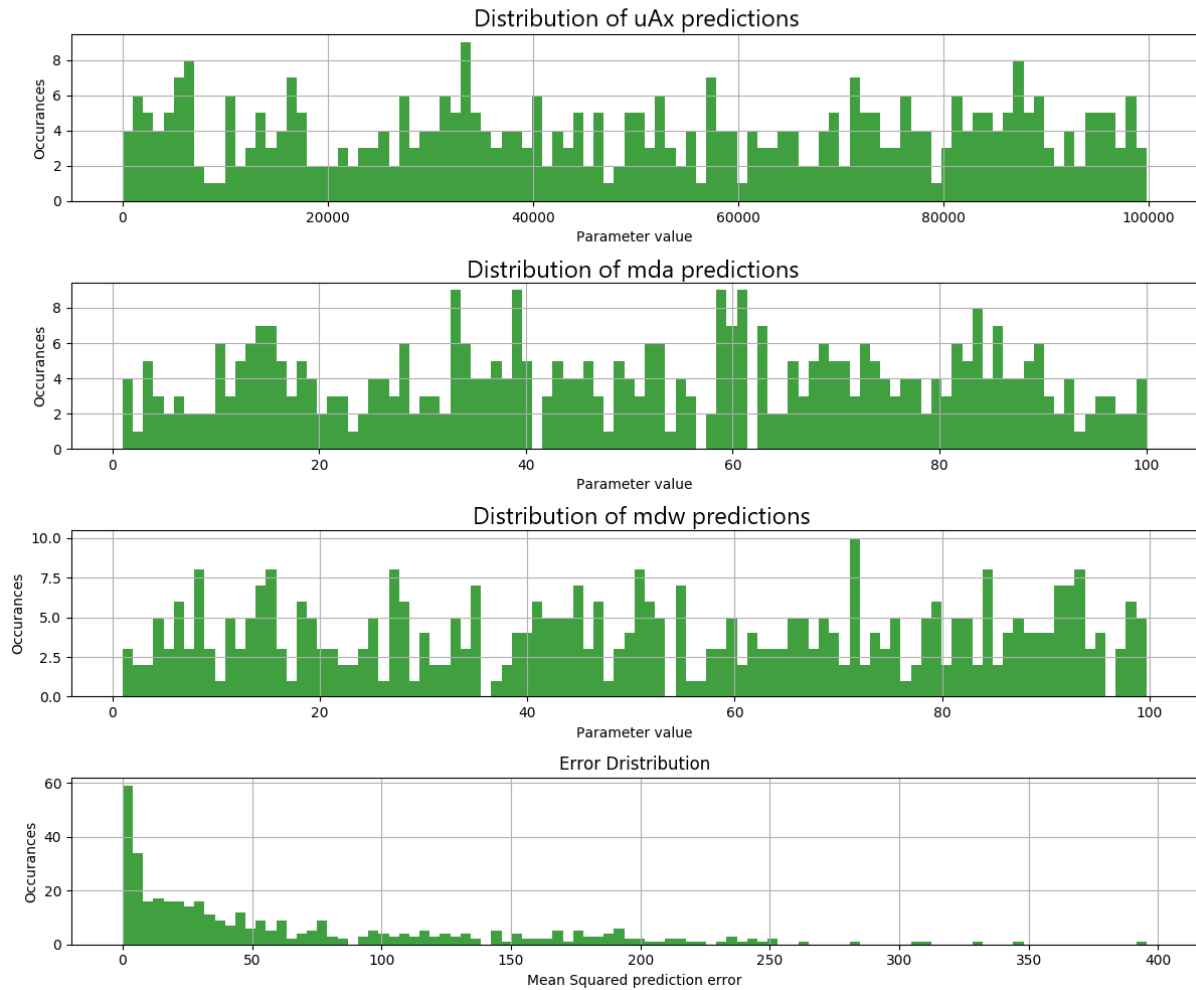 Distribution of uAx predictions
8
6
4
2
0
Occurances
0 20000 40000 60000 80000 100000
Parameter value
Distribution of mda predictions
8
6
4
2
0
Occurances
0 20 40 60 80 100
Parameter value
Distribution of mdw predictions
10.0
7.5
5.0
2.5
0.0
Occurances
0 20 40 60 80 100
Parameter value
Error Dristribution
60
40
20
0
Occurances
0 50 100 150 200 250 300 350 400
Mean Squared prediction error